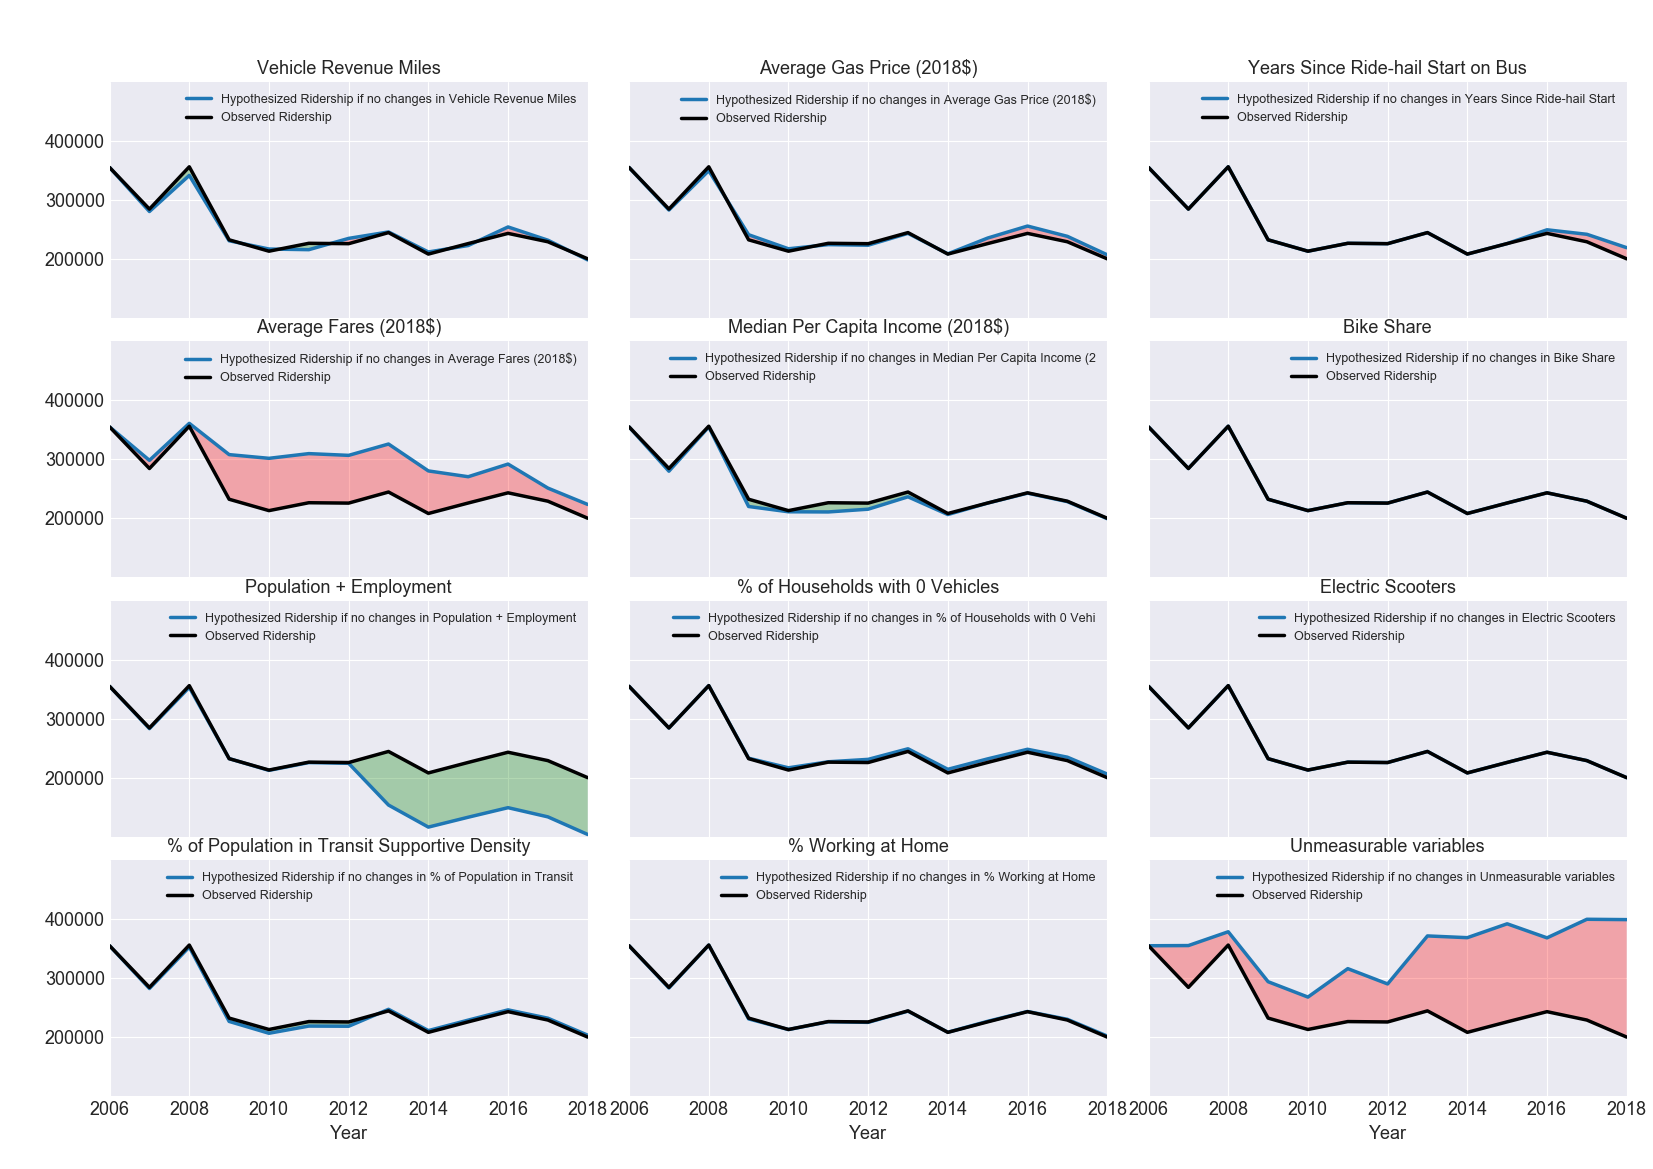 Vehicle Revenue Miles
Hypothesized Ridership if no changes in Vehicle Revenue Miles
Observed Ridership
400000
300000
200000
Average Gas Price (2018$)
Hypothesized Ridership if no changes in Average Gas Price (2018$)
Observed Ridership
Years Since Ride-hail Start on Bus
Hypothesized Ridership if no changes in Years Since Ride-hail Start
Observed Ridership
Average Fares (2018$)
Hypothesized Ridership if no changes in Average Fares (2018$)
Observed Ridership
400000
300000
200000
Median Per Capita Income (2018$)
Hypothesized Ridership if no changes in Median Per Capita Income (2
Observed Ridership
Bike Share
Hypothesized Ridership if no changes in Bike Share
Observed Ridership
Population + Employment
Hypothesized Ridership if no changes in Population + Employment
Observed Ridership
400000
300000
200000
% of Households with 0 Vehicles
Hypothesized Ridership if no changes in % of Households with 0 Vehi
Observed Ridership
Electric Scooters
Hypothesized Ridership if no changes in Electric Scooters
Observed Ridership
% of Population in Transit Supportive Density
Hypothesized Ridership if no changes in % of Population in Transit
Observed Ridership
400000
300000
200000
2006 2008 2010 2012 2014 2016 2018
Year
% Working at Home
Hypothesized Ridership if no changes in % Working at Home
Observed Ridership
2006 2008 2010 2012 2014 2016 2018
Year
Unmeasurable variables
Hypothesized Ridership if no changes in Unmeasurable variables
Observed Ridership
2006 2008 2010 2012 2014 2016 2018
Year